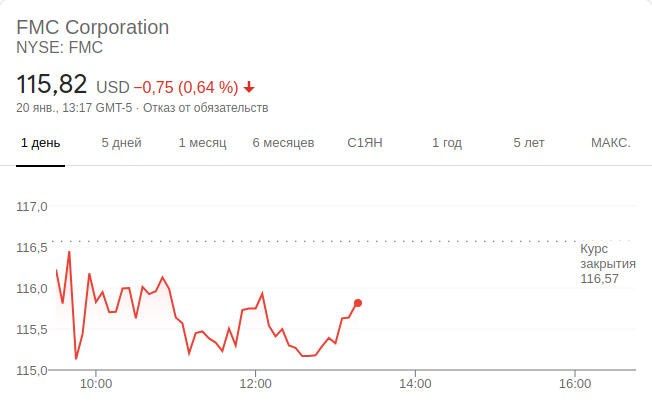 FMC Corporation
NYSE: FMC
115,82 USD −0,75 (0,64 %)
20 янв., 13:17 GMT-5 · Отказ от обязательств
1 день 5 дней 1 месяц 6 месяцев С1ЯН 1 год 5 лет МАКС.
117,0
116,5
Курс
закрытия
116,57
116,0
115,5
115,0
10:00 12:00 14:00 16:00